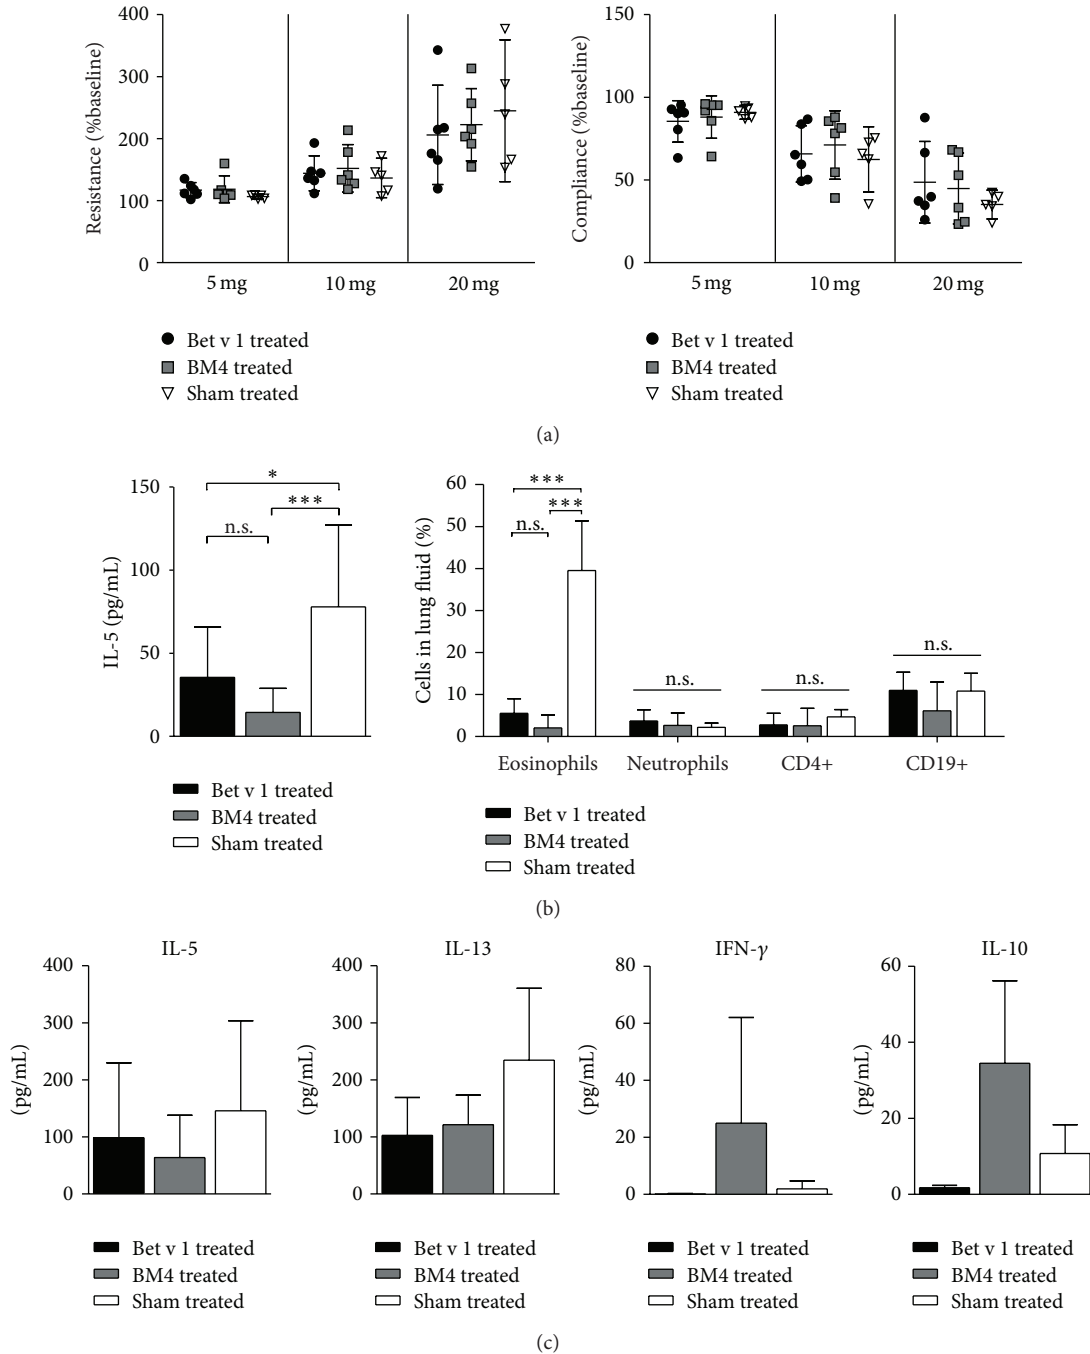 Resistance (%baseline)
400
300
200
100
0
5 mg
10 mg
20 mg
Bet v 1 treated
BM4 treated
Sham treated
Compliance (%baseline)
150
100
50
0
5 mg
10 mg
20 mg
Bet v 1 treated
BM4 treated
Sham treated
(a)
IL-5 (pg/mL)
150
100
50
0
*
***
n.s.
Bet v 1 treated
BM4 treated
Sham treated
Cells in lung fluid (%)
60
50
40
30
20
10
0
***
***
n.s.
n.s.
n.s.
n.s.
Eosinophils
Neutrophils
CD4+
CD19+
Bet v 1 treated
BM4 treated
Sham treated
(b)
IL-5
(pg/mL)
400
300
200
100
0
Bet v 1 treated
BM4 treated
Sham treated
IL-13
(pg/mL)
400
300
200
100
0
Bet v 1 treated
BM4 treated
Sham treated
IFN-γ
(pg/mL)
80
60
40
20
0
Bet v 1 treated
BM4 treated
Sham treated
IL-10
(pg/mL)
60
40
20
0
Bet v 1 treated
BM4 treated
Sham treated
(c)